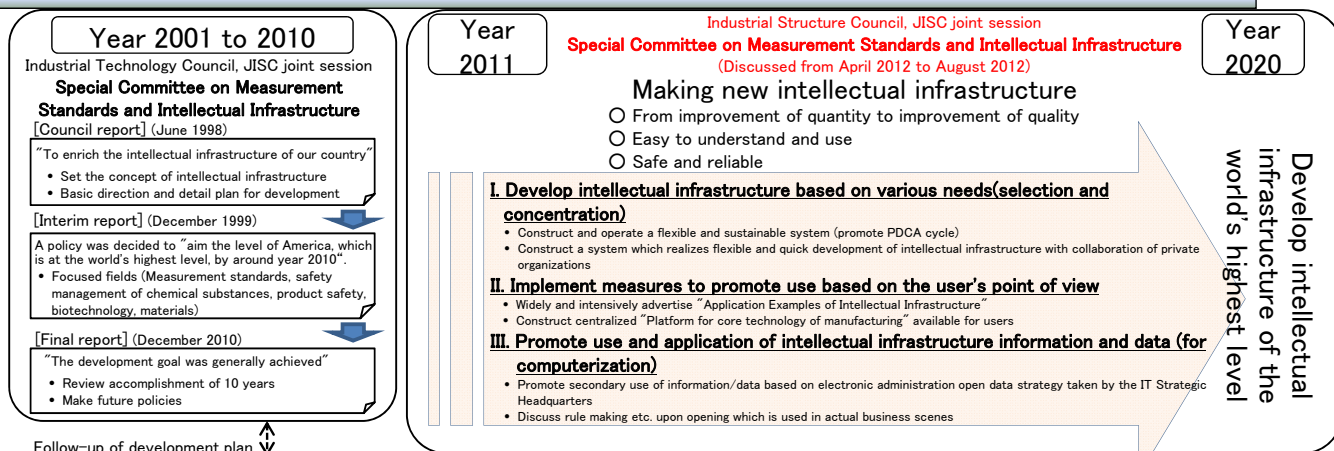 Year 2001 to 2010
Industrial Technology Council, JISC joint session
Special Committee on Measurement
Standards and Intellectual Infrastructure
[Council report] (June 1998)
"To enrich the intellectual infrastructure of our country"
• Set the concept of intellectual infrastructure
• Basic direction and detail plan for development
[Interim report] (December 1999)
A policy was decided to "aim the level of America, which
is at the world's highest level, by around year 2010".
• Focused fields (Measurement standards, safety
management of chemical substances, product safety,
biotechnology, materials)
[Final report] (December 2010)
"The development goal was generally achieved"
• Review accomplishment of 10 years
• Make future policies
Follow-up of development plan
Year
2011
Industrial Structure Council, JISC joint session
Special Committee on Measurement Standards and Intellectual Infrastructure
(Discussed from April 2012 to August 2012)
Year
2020
Making new intellectual infrastructure
○ From improvement of quantity to improvement of quality
○ Easy to understand and use
○ Safe and reliable
I. Develop intellectual infrastructure based on various needs(selection and
concentration)
• Construct and operate a flexible and sustainable system (promote PDCA cycle)
• Construct a system which realizes flexible and quick development of intellectual infrastructure with collaboration of private
organizations
II. Implement measures to promote use based on the user's point of view
• Widely and intensively advertise "Application Examples of Intellectual Infrastructure"
• Construct centralized "Platform for core technology of manufacturing" available for users
III. Promote use and application of intellectual infrastructure information and data (for
computerization)
• Promote secondary use of information/data based on electronic administration open data strategy taken by the IT Strategic
Headquarters
• Discuss rule making etc. upon opening which is used in actual business scenes
Develop intellectual
infrastructure of the
world's highest level